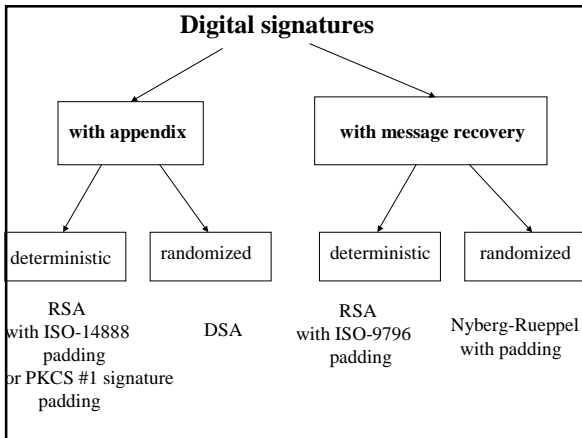 Digital signatures
with appendix
with message recovery
deterministic
randomized
deterministic
randomized
RSA
with ISO-14888
padding
or PKCS #1 signature
padding
DSA
RSA
with ISO-9796
padding
Nyberg-Rueppel
with padding